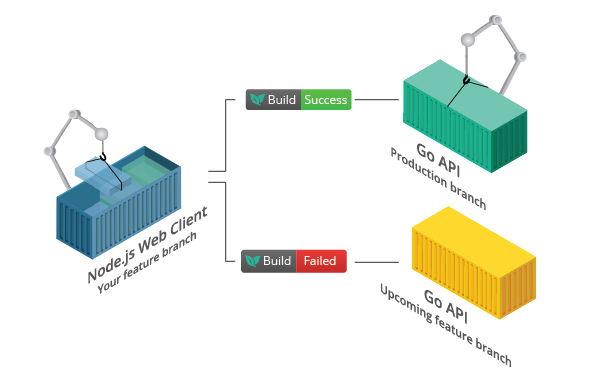 Build Success
Go API
Production branch
Node.js Web Client
Your feature branch
Build Failed
Go API
Upcoming feature branch